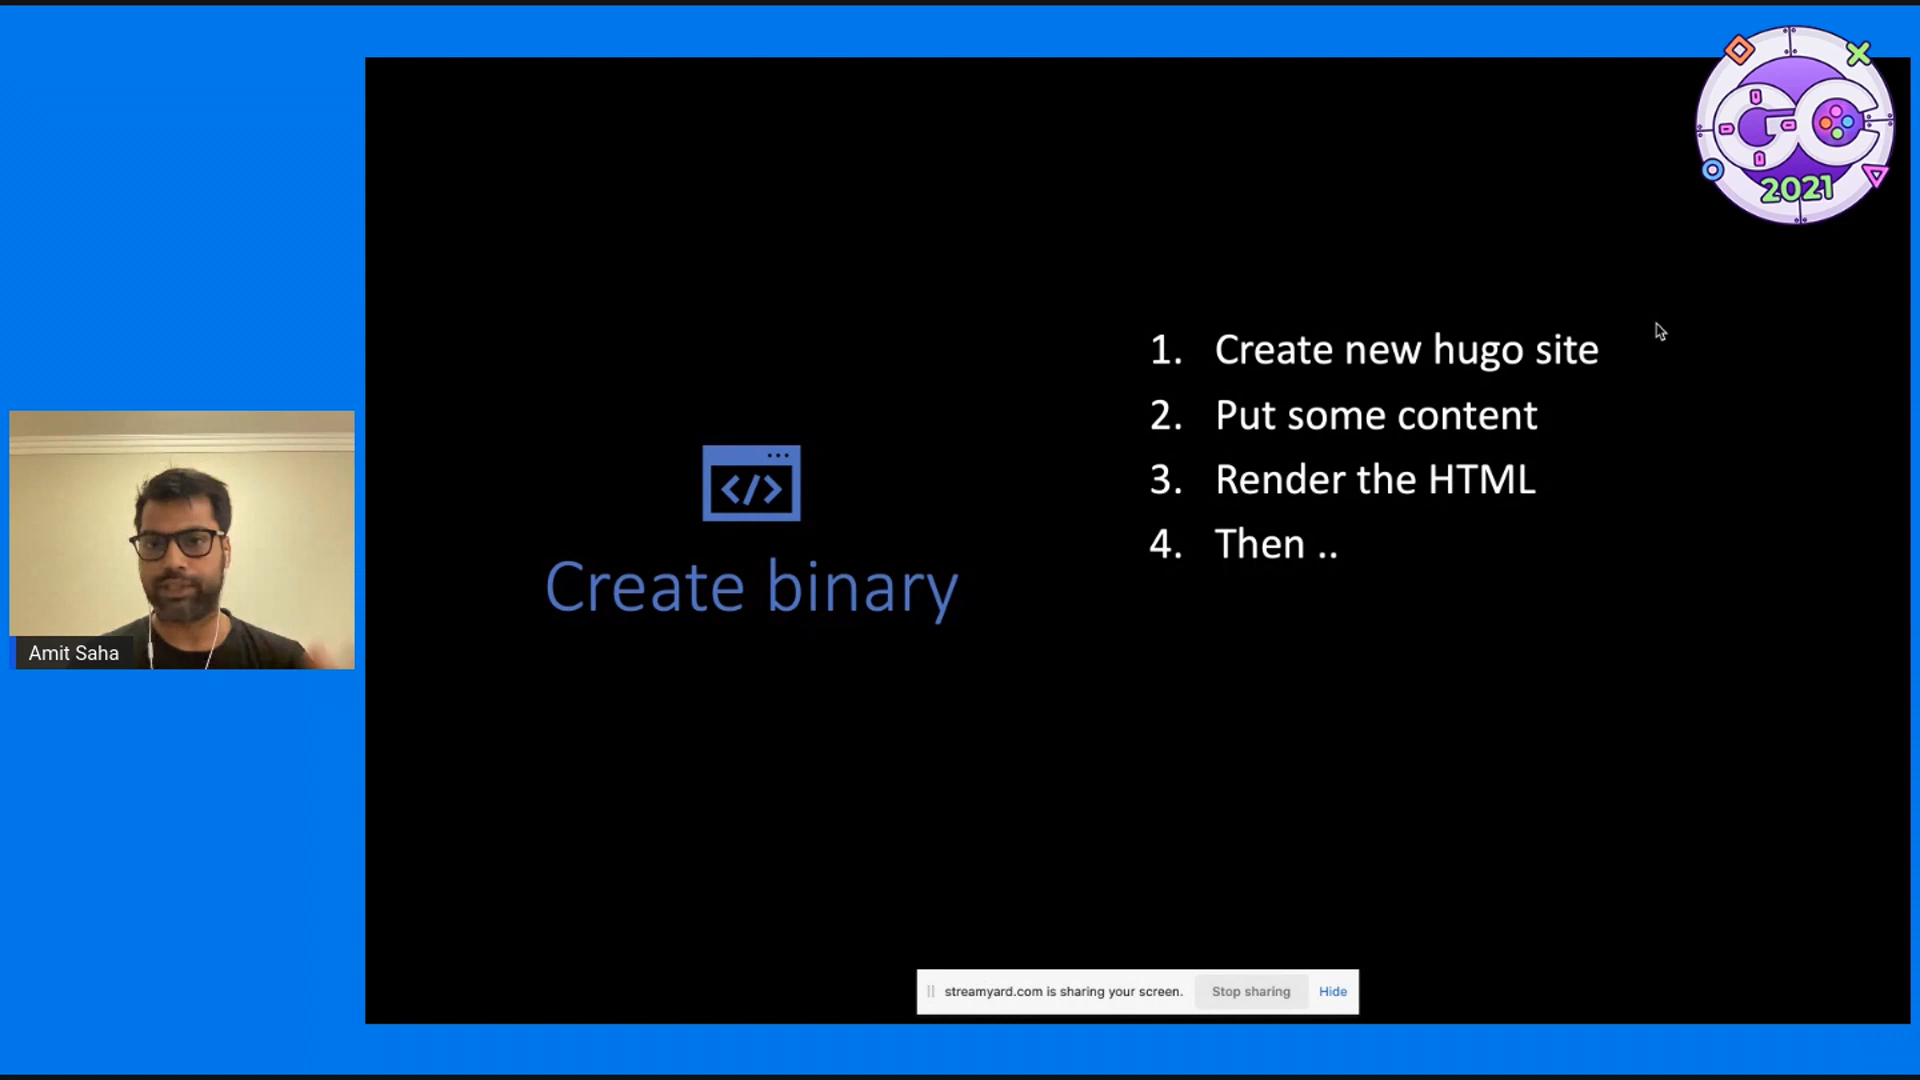 GC
2021
1. Create new hugo site
2. Put some content
3. Render the HTML
4. Then ..
</>
Create binary
Amit Saha
streamyard.com is sharing your screen. Stop sharing Hide